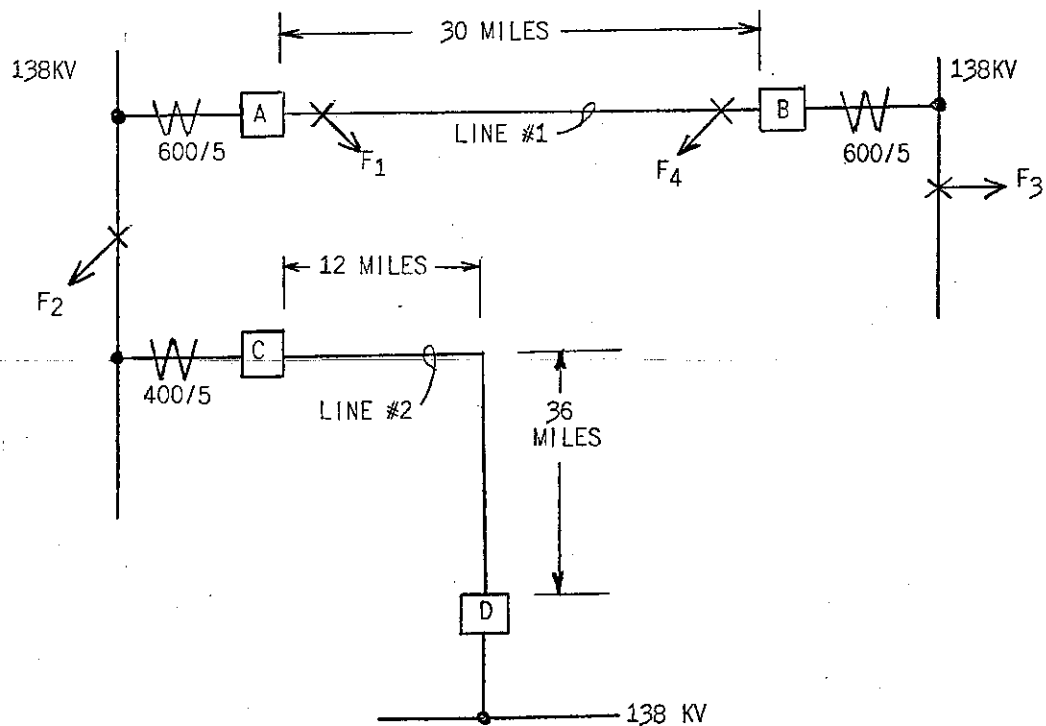 30 MILES
138KV
138KV
A
B
LINE #1
600/5
F1
F4
600/5
F3
12 MILES
F2
C
400/5
LINE #2
36
MILES
D
138 KV